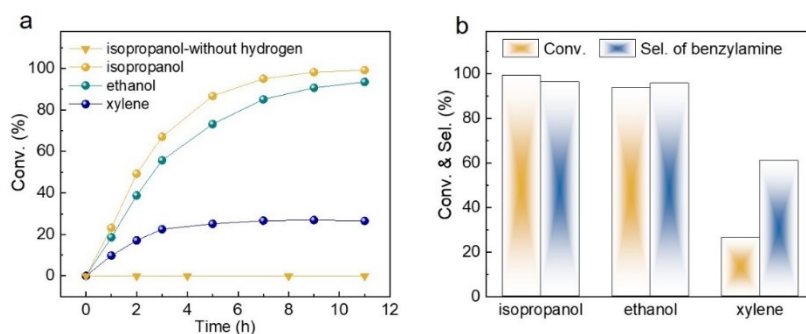 a
isopropanol-without hydrogen
isopropanol
ethanol
xylene
100
80
60
40
20
0
Conv. (%)
0 2 4 6 8 10 12
Time (h)
b
Conv. Sel. of benzylamine
100
80
60
40
20
0
Conv. & Sel. (%)
isopropanol ethanol xylene